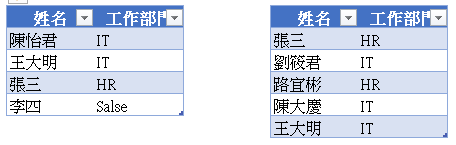 姓名 工作部門
陳怡君 IT
王大明 IT
張三 HR
李四 Salse
姓名 工作部門
張三 HR
劉筱君 IT
路宜彬 HR
陳大慶 IT
王大明 IT